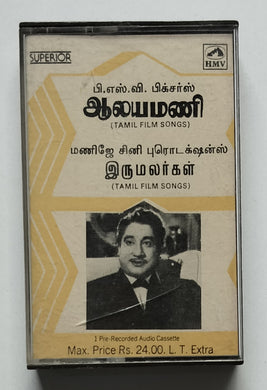 SUPERIOR
HMV
பி.எஸ்.வி. பிக்சர்ஸ்
ஆலயமணி
(TAMIL FILM SONGS)
மணிஜே சினி புரொடக்‌ஷன்ஸ்
இருமலர்கள்
(TAMIL FILM SONGS)
1 Pre-Recorded Audio Cassette
Max. Price Rs. 24.00. L. T. Extra